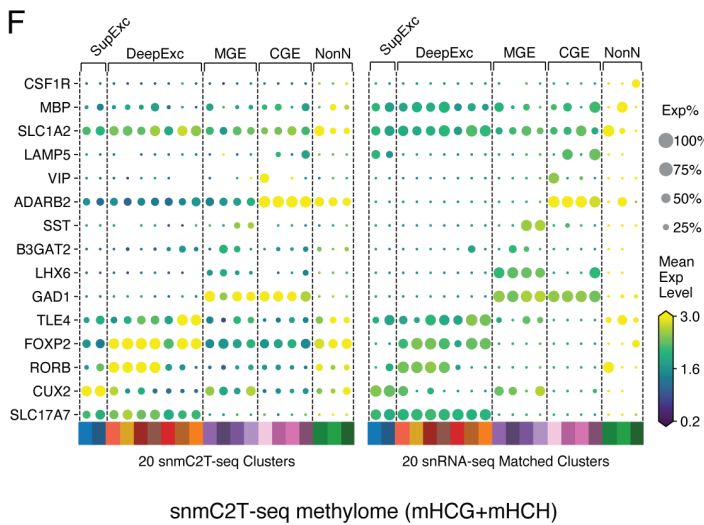 F
SupExc DeepExc MGE CGE NonN SupExc DeepExc MGE CGE NonN
CSF1R
MBP
SLC1A2
LAMP5
VIP
ADARB2
SST
B3GAT2
LHX6
GAD1
TLE4
FOXP2
RORB
CUX2
SLC17A7
20 snmC2T-seq Clusters
20 snRNA-seq Matched Clusters
Exp%
100%
75%
50%
25%
Mean
Exp
Level
3.0
1.6
0.2
snmC2T-seq methylome (mHCG+mHCH)